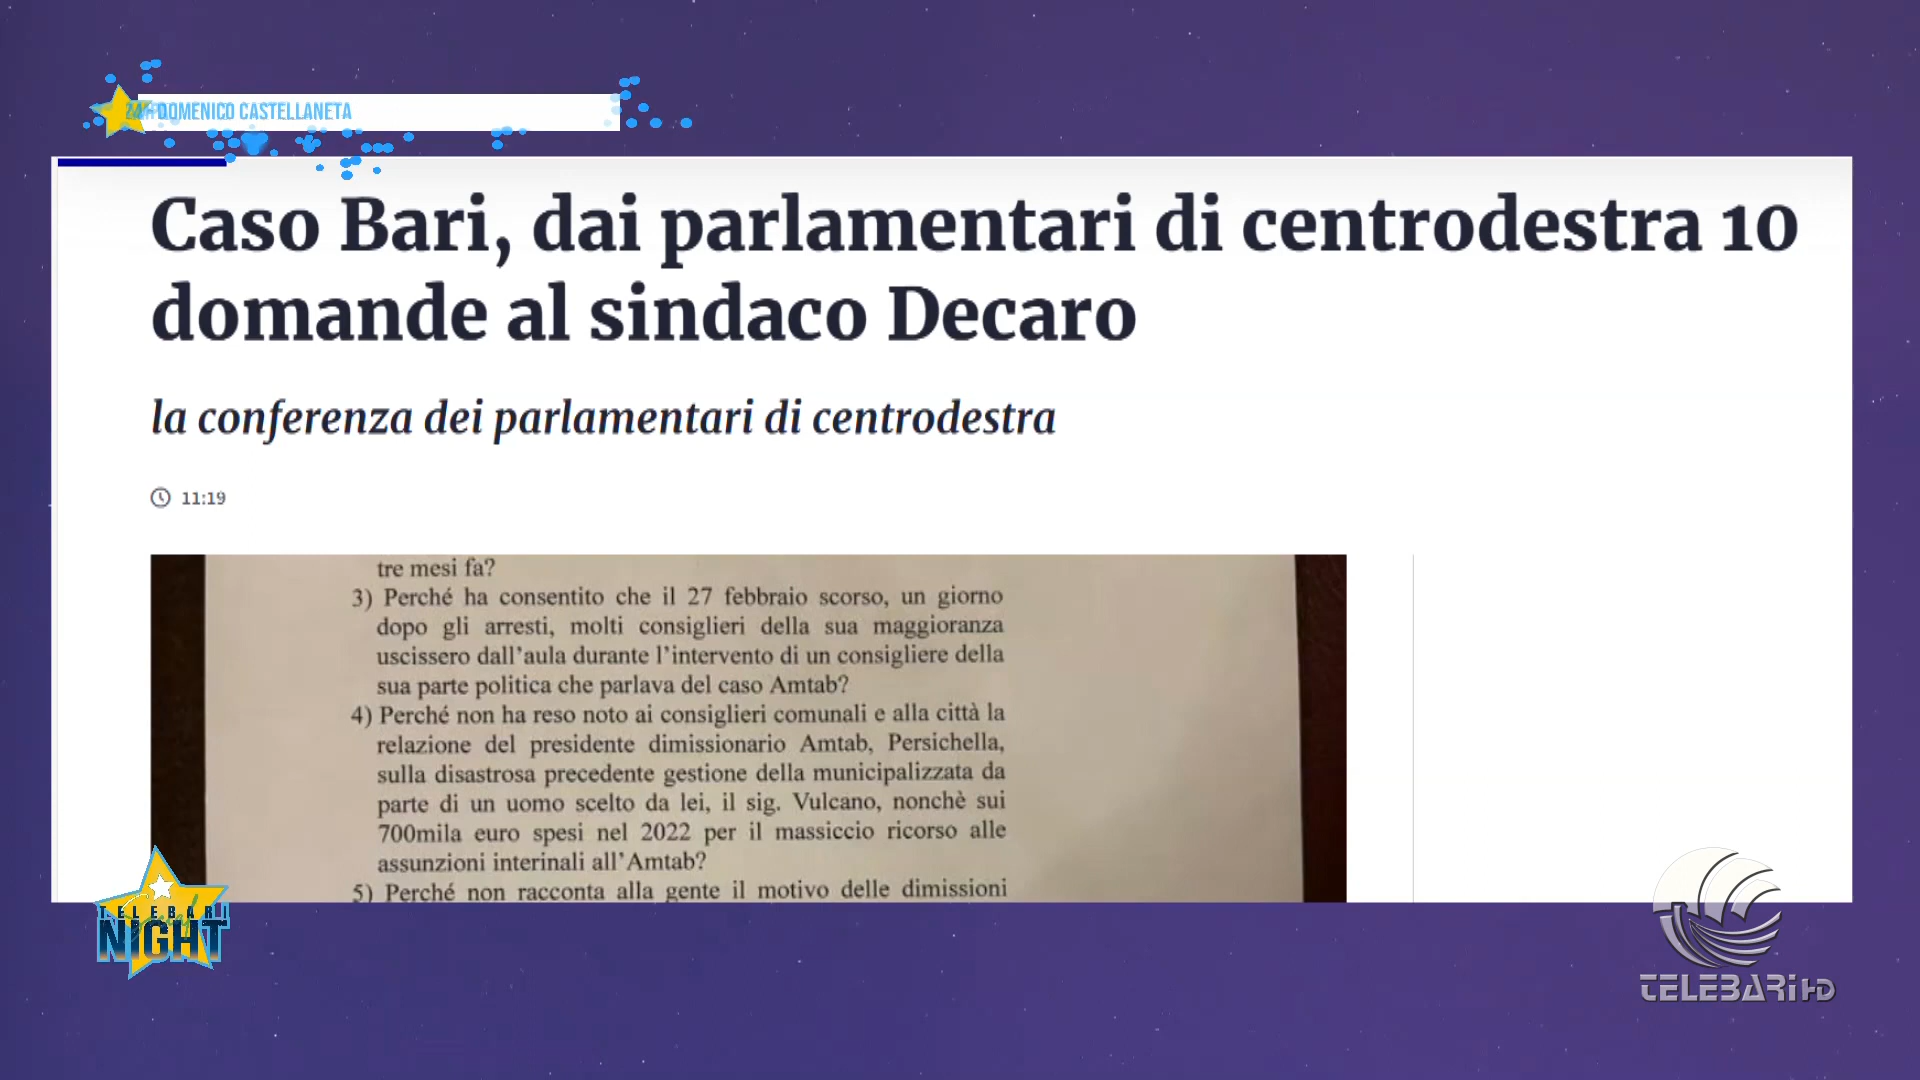 DOMENICO CASTELLANETA
Caso Bari, dai parlamentari di centrodestra 10
domande al sindaco Decaro
la conferenza dei parlamentari di centrodestra
11:19
tre mesi fa?
3) Perché ha consentito che il 27 febbraio scorso, un giorno
dopo gli arresti, molti consiglieri della sua maggioranza
uscissero dall'aula durante l'intervento di un consigliere della
sua parte politica che parlava del caso Amtab?
4) Perché non ha reso noto ai consiglieri comunali e alla città la
relazione del presidente dimissionario Amtab, Persichella,
sulla disastrosa precedente gestione della municipalizzata da
parte di un uomo scelto da lei, il sig. Vulcano, nonchè sui
700mila euro spesi nel 2022 per il massiccio ricorso alle
assunzioni interinali all'Amtab?
5) Perché non racconta alla gente il motivo delle dimissioni
TELEBARI
NIGHT
TELEBARi HD